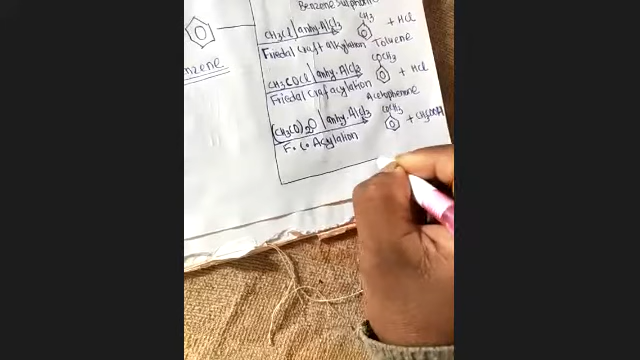 Benzene Sulphonic
CH3Cl | anhy. AlCl3 CH3 + HCl
Friedal craft alkylation Toluene
CH3COCl | anhy. AlCl3 COCH3 + HCl
Friedal craft acylation Acetophenone
(CH3CO)2O | anhy. AlCl3 COCH3 + CH3COOH
F. C. Acylation